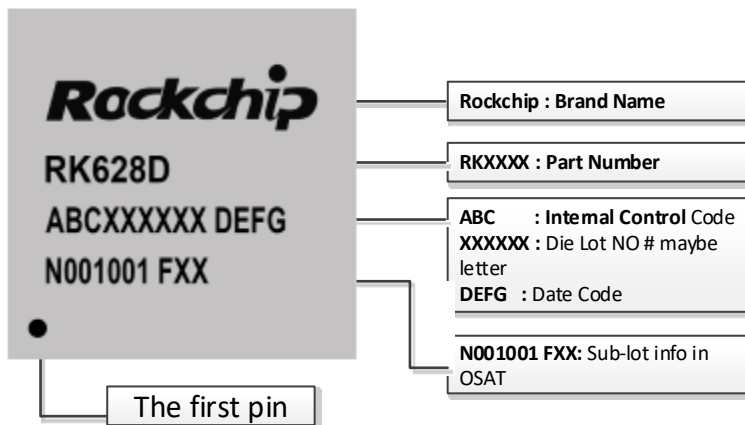 Rockchip
RK628D
ABCXXXXXX DEFG
N001001 FXX
Rockchip : Brand Name
RKXXXX : Part Number
ABC : Internal Control Code
XXXXXX : Die Lot NO # maybe
letter
DEFG : Date Code
N001001 FXX: Sub-lot info in
OSAT
The first pin